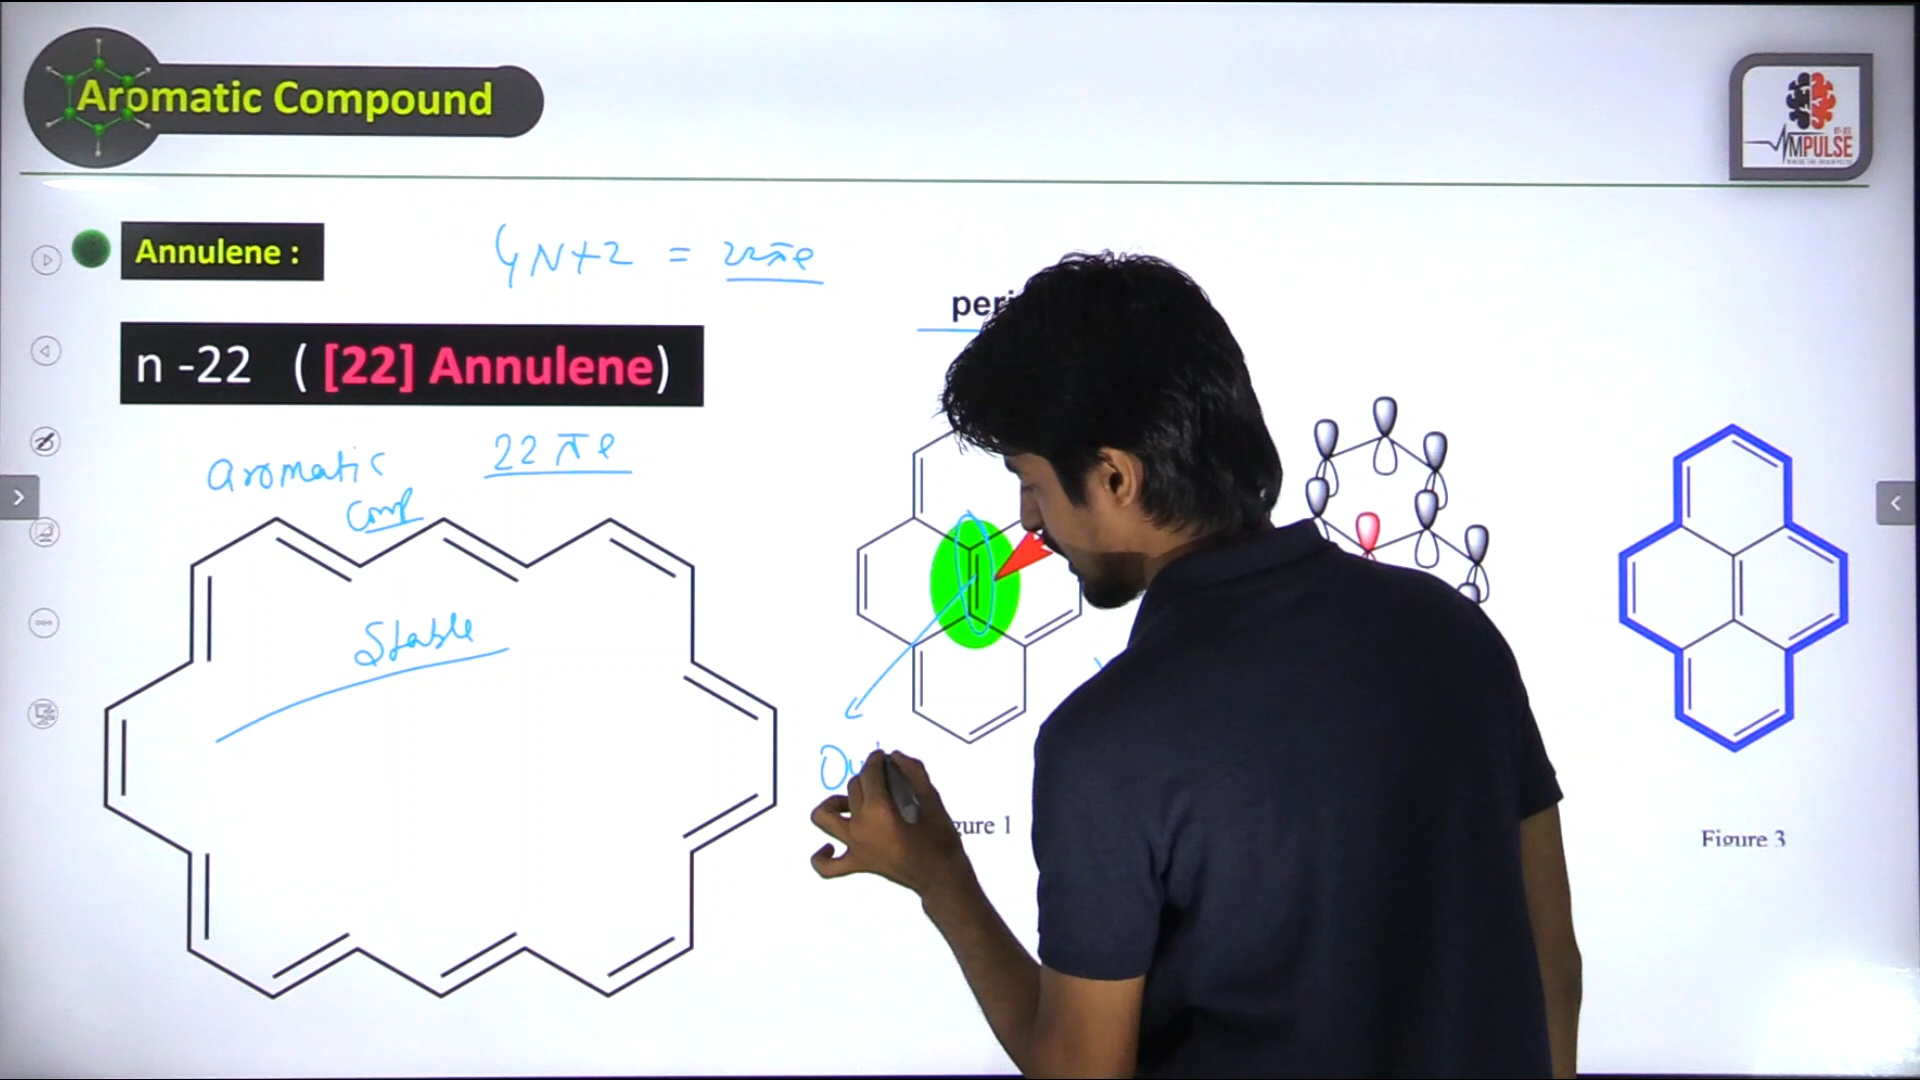 Aromatic Compound
MPULSE
Annulene :
4N+2 = 22πe
n -22 ( [22] Annulene)
aromatic
comp
22 πe
Stable
Figure 3